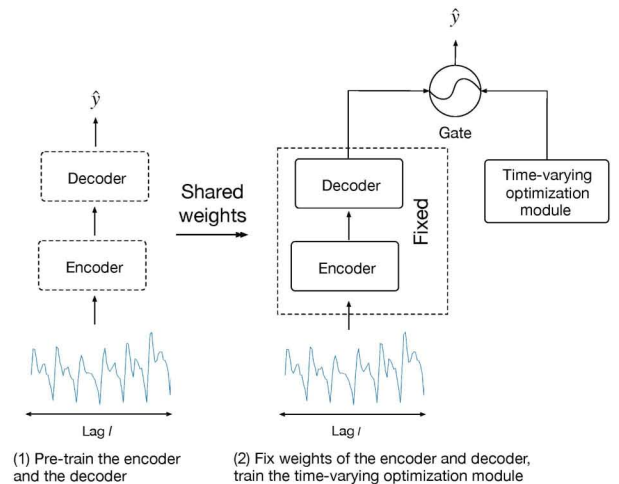 ŷ
Gate
ŷ
Decoder
Encoder
Lag l
(1) Pre-train the encoder
and the decoder
Shared
weights
Decoder
Encoder
Fixed
Time-varying
optimization
module
Lag l
(2) Fix weights of the encoder and decoder,
train the time-varying optimization module